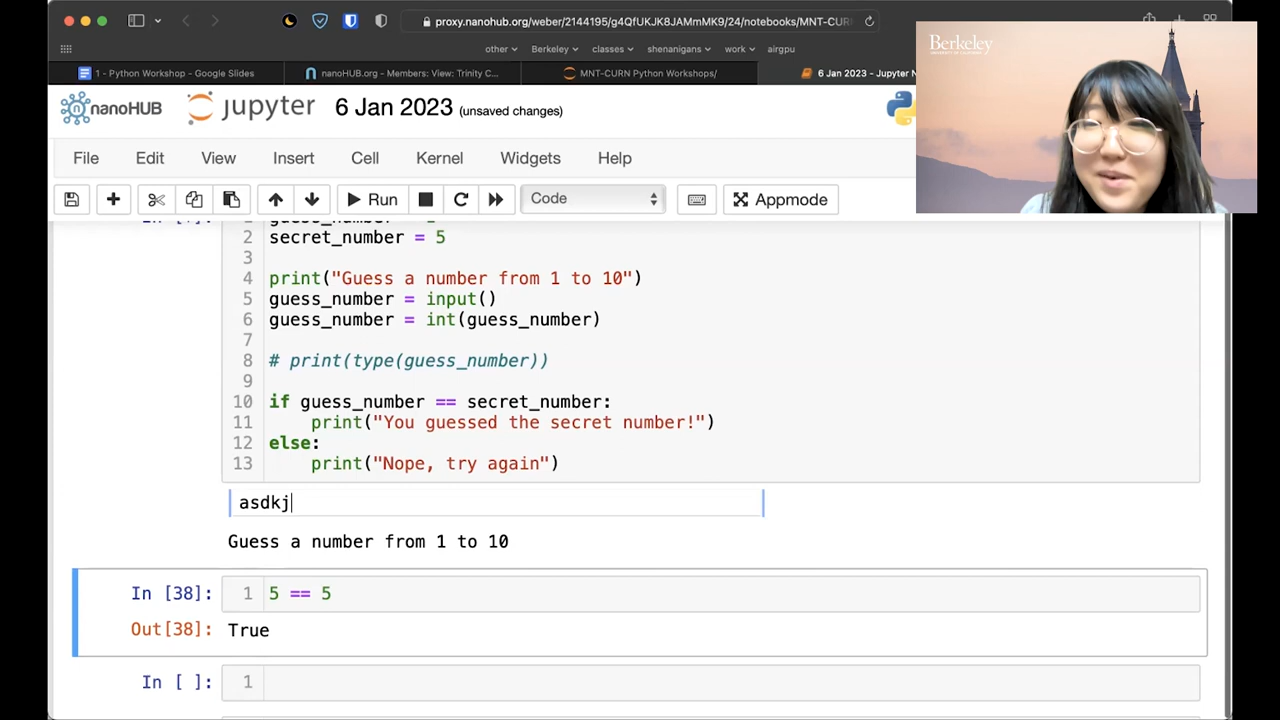 proxy.nanohub.org/weber/2144195/g4QfUKJK8JAmMmMK9/24/notebooks/MNT-CURN
other Berkeley classes shenanigans work airgpu
1 - Python Workshop - Google Slides
nanoHUB.org - Members: View: Trinity C...
MNT-CURN Python Workshops/
6 Jan 2023 - Jupyter N
Berkeley
nanoHUB jupyter 6 Jan 2023 (unsaved changes)
File Edit View Insert Cell Kernel Widgets Help
Run Code Appmode
2 secret_number = 5
3
4 print("Guess a number from 1 to 10")
5 guess_number = input()
6 guess_number = int(guess_number)
7
8 # print(type(guess_number))
9
10 if guess_number == secret_number:
11 print("You guessed the secret number!")
12 else:
13 print("Nope, try again")
asdkj
Guess a number from 1 to 10
In [38]: 1 5 == 5
Out[38]: True
In [ ]: 1